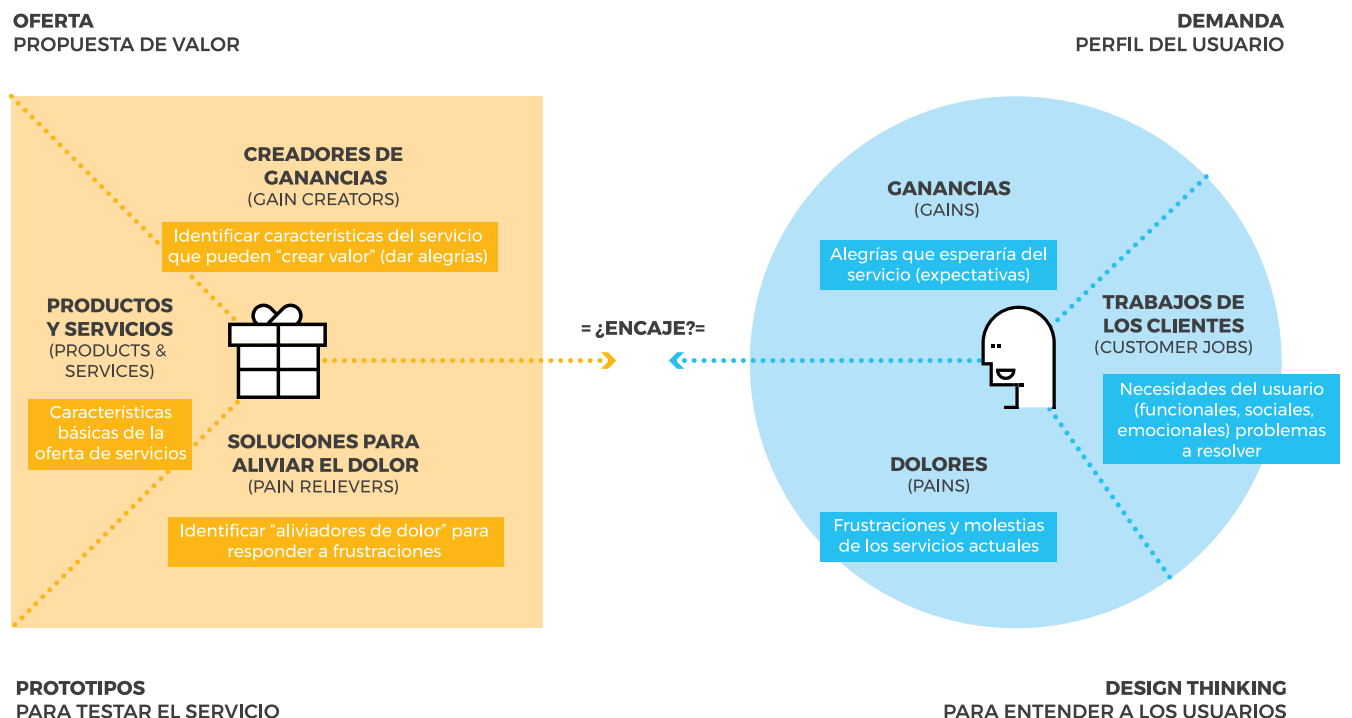 OFERTA
PROPUESTA DE VALOR
DEMANDA
PERFIL DEL USUARIO
CREADORES DE
GANANCIAS
(GAIN CREATORS)
Identificar características del servicio
que pueden “crear valor” (dar alegrías)
PRODUCTOS
Y SERVICIOS
(PRODUCTS &
SERVICES)
Características
básicas de la
oferta de servicios
SOLUCIONES PARA
ALIVIAR EL DOLOR
(PAIN RELIEVERS)
Identificar “aliviadores de dolor” para
responder a frustraciones
= ¿ENCAJE?=
GANANCIAS
(GAINS)
Alegrías que esperaría del
servicio (expectativas)
TRABAJOS DE
LOS CLIENTES
(CUSTOMER JOBS)
Necesidades del usuario
(funcionales, sociales,
emocionales) problemas
a resolver
DOLORES
(PAINS)
Frustraciones y molestias
de los servicios actuales
PROTOTIPOS
PARA TESTAR EL SERVICIO
DESIGN THINKING
PARA ENTENDER A LOS USUARIOS